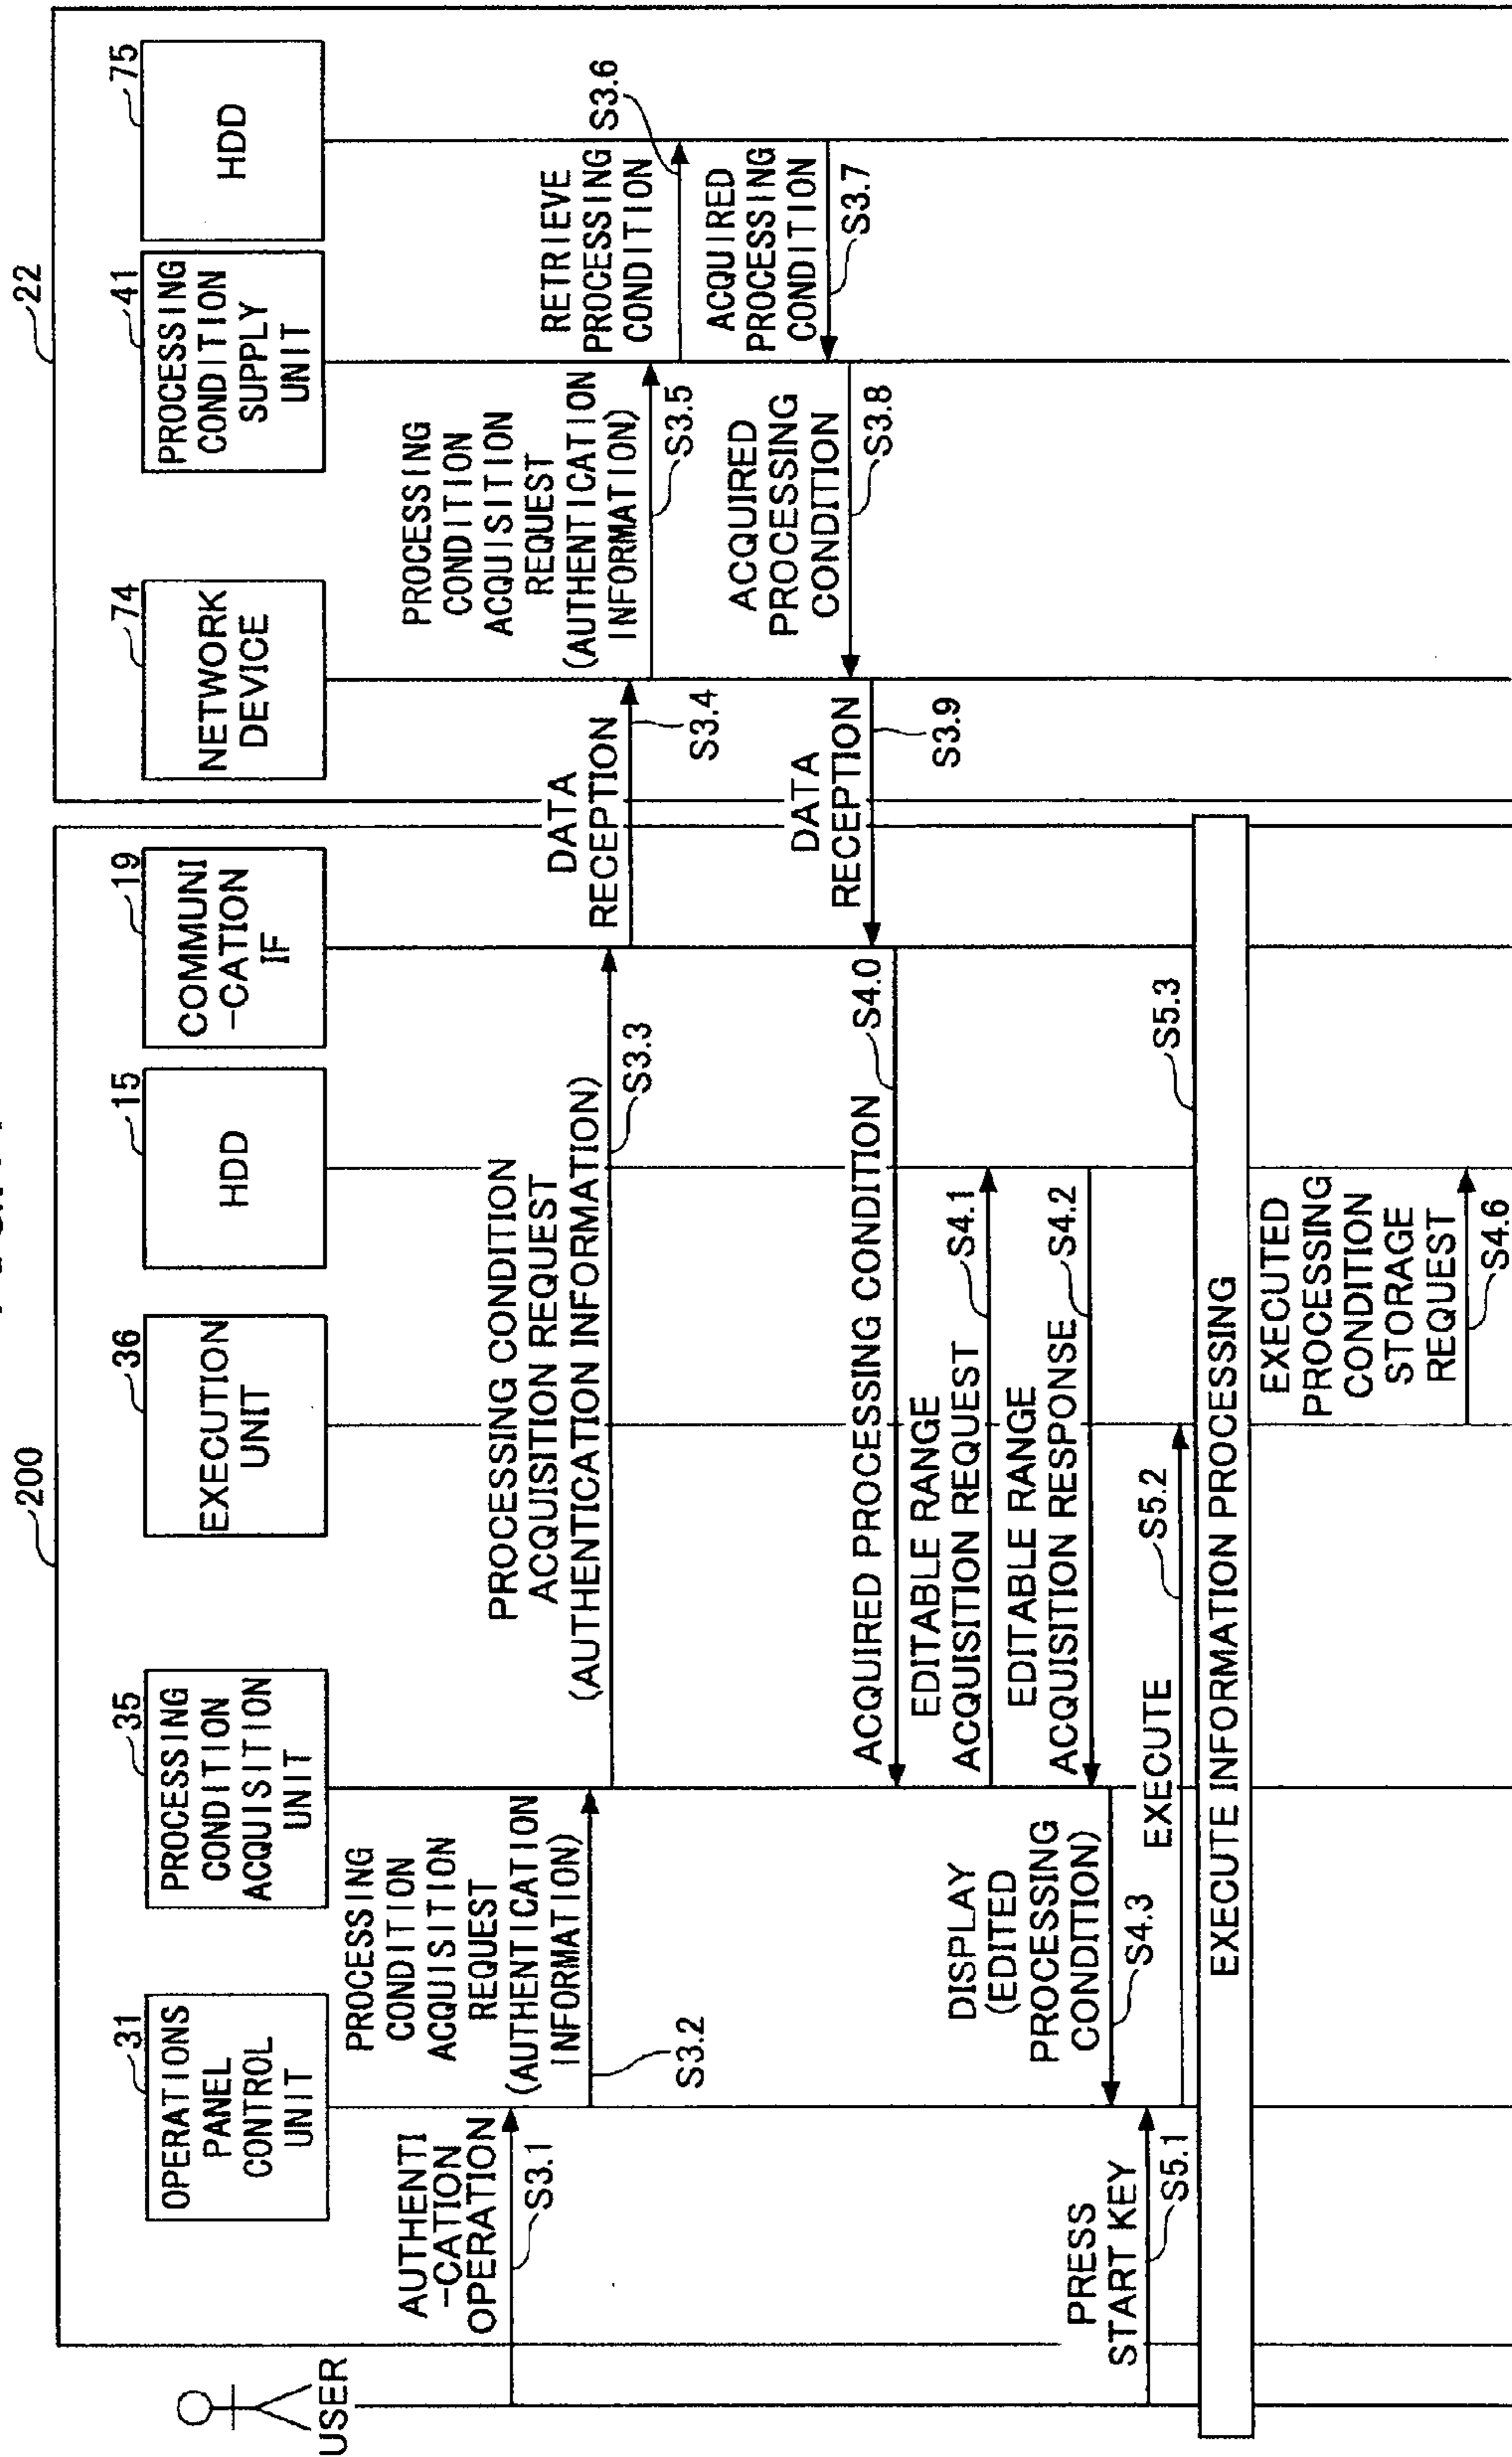 200
22
31
OPERATIONS
PANEL
CONTROL
UNIT
35
PROCESSING
CONDITION
ACQUISITION
UNIT
36
EXECUTION
UNIT
15
HDD
19
COMMUNI
-CATION
IF
74
NETWORK
DEVICE
41
PROCESSING
CONDITION
SUPPLY
UNIT
75
HDD
USER
AUTHENTI
-CATION
OPERATION
S3.1
PROCESSING
CONDITION
ACQUISITION
REQUEST
(AUTHENTICATION
INFORMATION)
S3.2
PROCESSING CONDITION
ACQUISITION REQUEST
(AUTHENTICATION INFORMATION)
S3.3
DATA
RECEPTION
S3.4
PROCESSING
CONDITION
ACQUISITION
REQUEST
(AUTHENTICATION
INFORMATION)
S3.5
RETRIEVE
PROCESSING
CONDITION
S3.6
ACQUIRED
PROCESSING
CONDITION
S3.7
ACQUIRED
PROCESSING
CONDITION
S3.8
DATA
RECEPTION
S3.9
ACQUIRED PROCESSING CONDITION
S4.0
EDITABLE RANGE
ACQUISITION REQUEST
S4.1
EDITABLE RANGE
ACQUISITION RESPONSE
S4.2
DISPLAY
(EDITED
PROCESSING
CONDITION)
S4.3
PRESS
START KEY
S5.1
EXECUTE
S5.2
S5.3
EXECUTE INFORMATION PROCESSING
EXECUTED
PROCESSING
CONDITION
STORAGE
REQUEST
S4.6